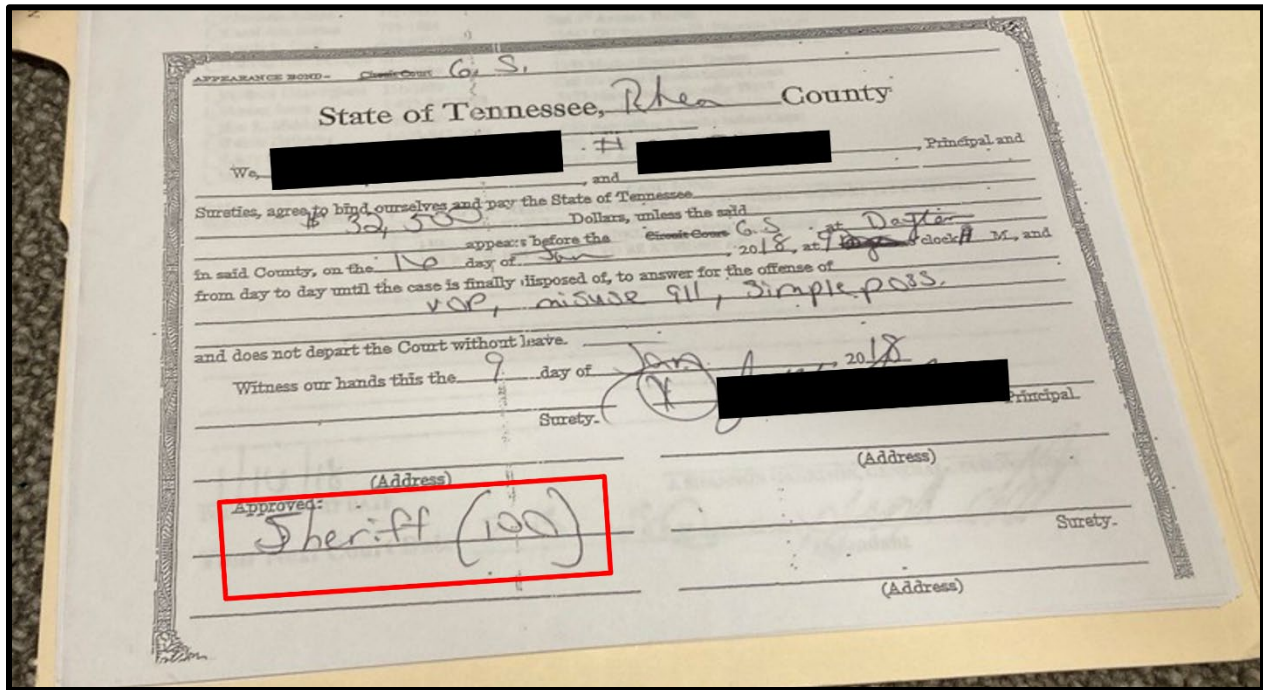 APPEARANCE BOND- Circuit Court G. S.
State of Tennessee, Rhea County
We, # , Principal and
, and
Sureties, agree to bind ourselves and pay the State of Tennessee
$ 32,500 Dollars, unless the said
appears before the Circuit Court G.S. at Dayton
in said County, on the 16 day of Jan , 2018, at 9 o'clock A M., and
from day to day until the case is finally disposed of, to answer for the offense of
VOP, misuse 911, Simple poss.
and does not depart the Court without leave.
Witness our hands this the 9 day of Jan , 2018
X Principal.
Surety.
(Address) (Address)
Approved:
Sheriff (100)
Surety.
(Address)